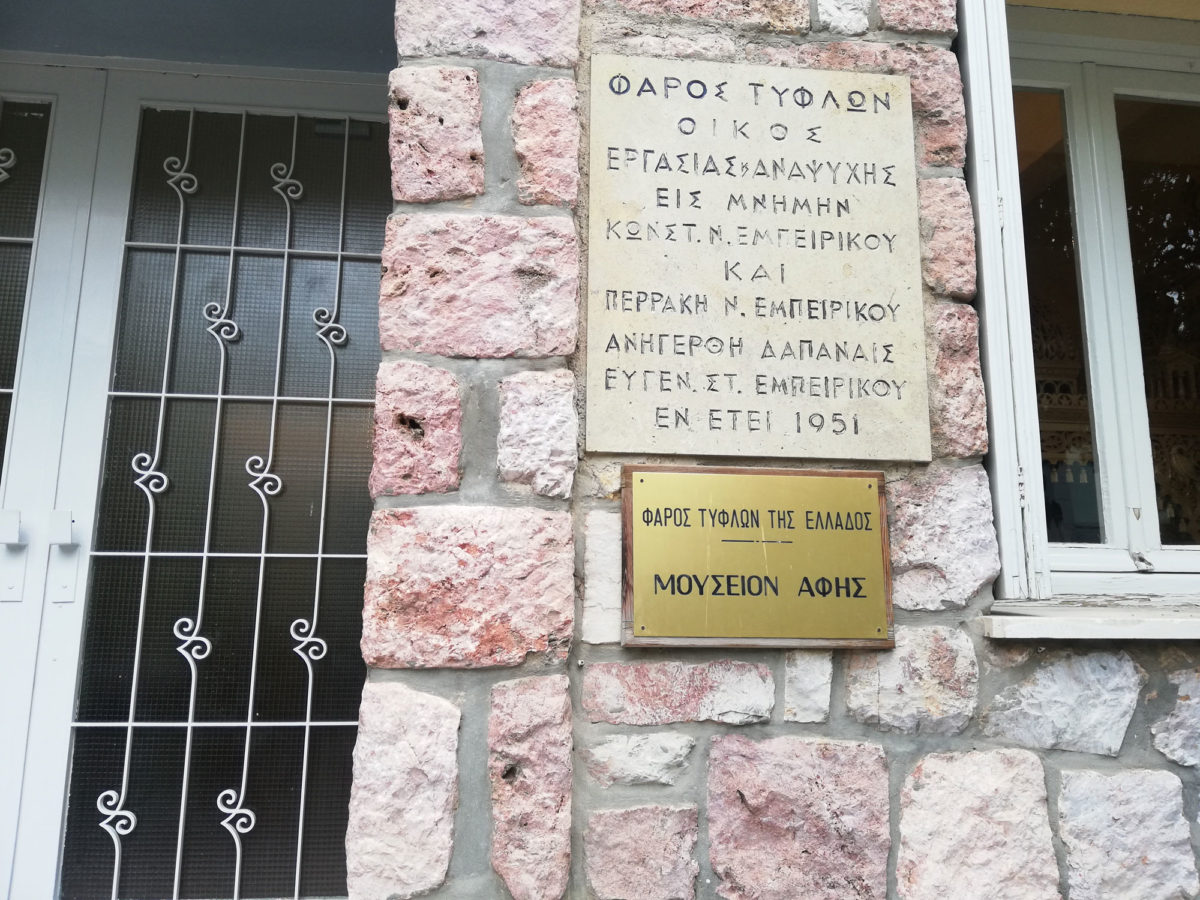 ΦΑΡΟΣ ΤΥΦΛΩΝ
ΟΙΚΟΣ
ΕΡΓΑΣΙΑΣ ϗ ΑΝΑΨΥΧΗΣ
ΕΙΣ ΜΝΗΜΗΝ
ΚΩΝΣΤ. Ν. ΕΜΠΕΙΡΙΚΟΥ
ΚΑΙ
ΠΕΡΡΑΚΗ Ν. ΕΜΠΕΙΡΙΚΟΥ
ΑΝΗΓΕΡΘΗ ΔΑΠΑΝΑΙΣ
ΕΥΓΕΝ. ΣΤ. ΕΜΠΕΙΡΙΚΟΥ
ΕΝ ΕΤΕΙ 1951
ΦΑΡΟΣ ΤΥΦΛΩΝ ΤΗΣ ΕΛΛΑΔΟΣ
ΜΟΥΣΕΙΟΝ ΑΦΗΣ